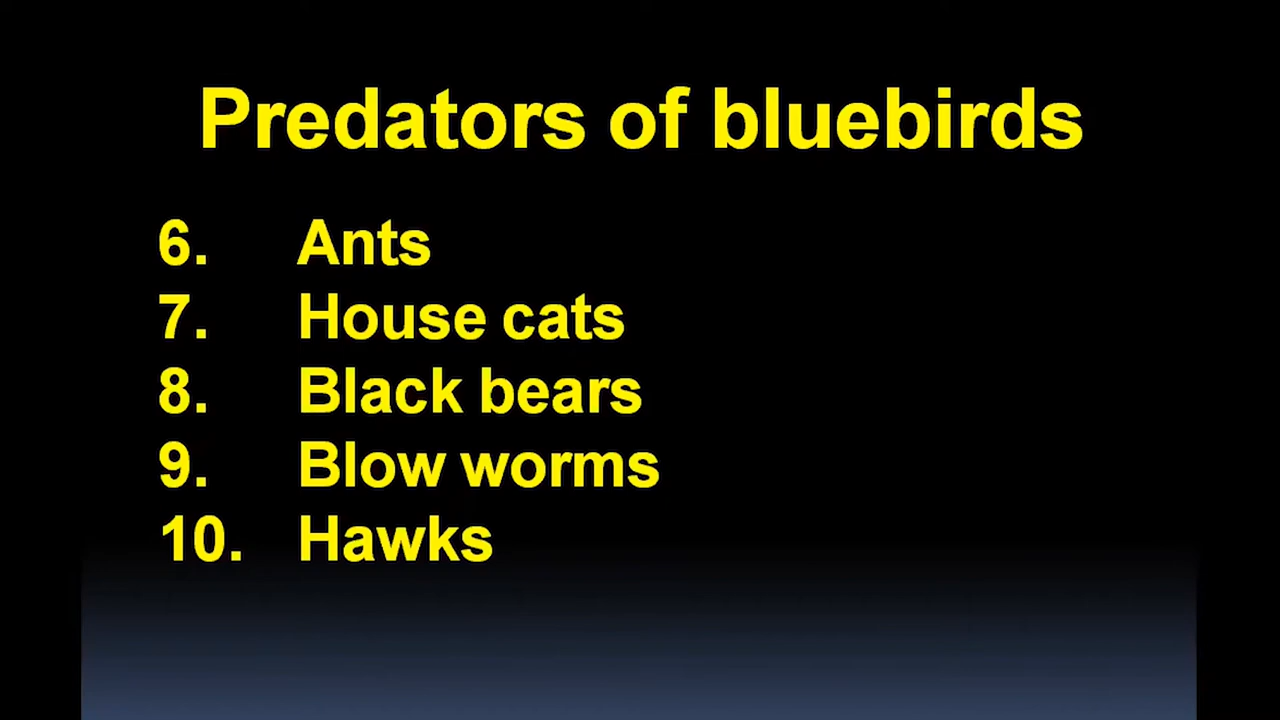 Predators of bluebirds
6. Ants
7. House cats
8. Black bears
9. Blow worms
10. Hawks